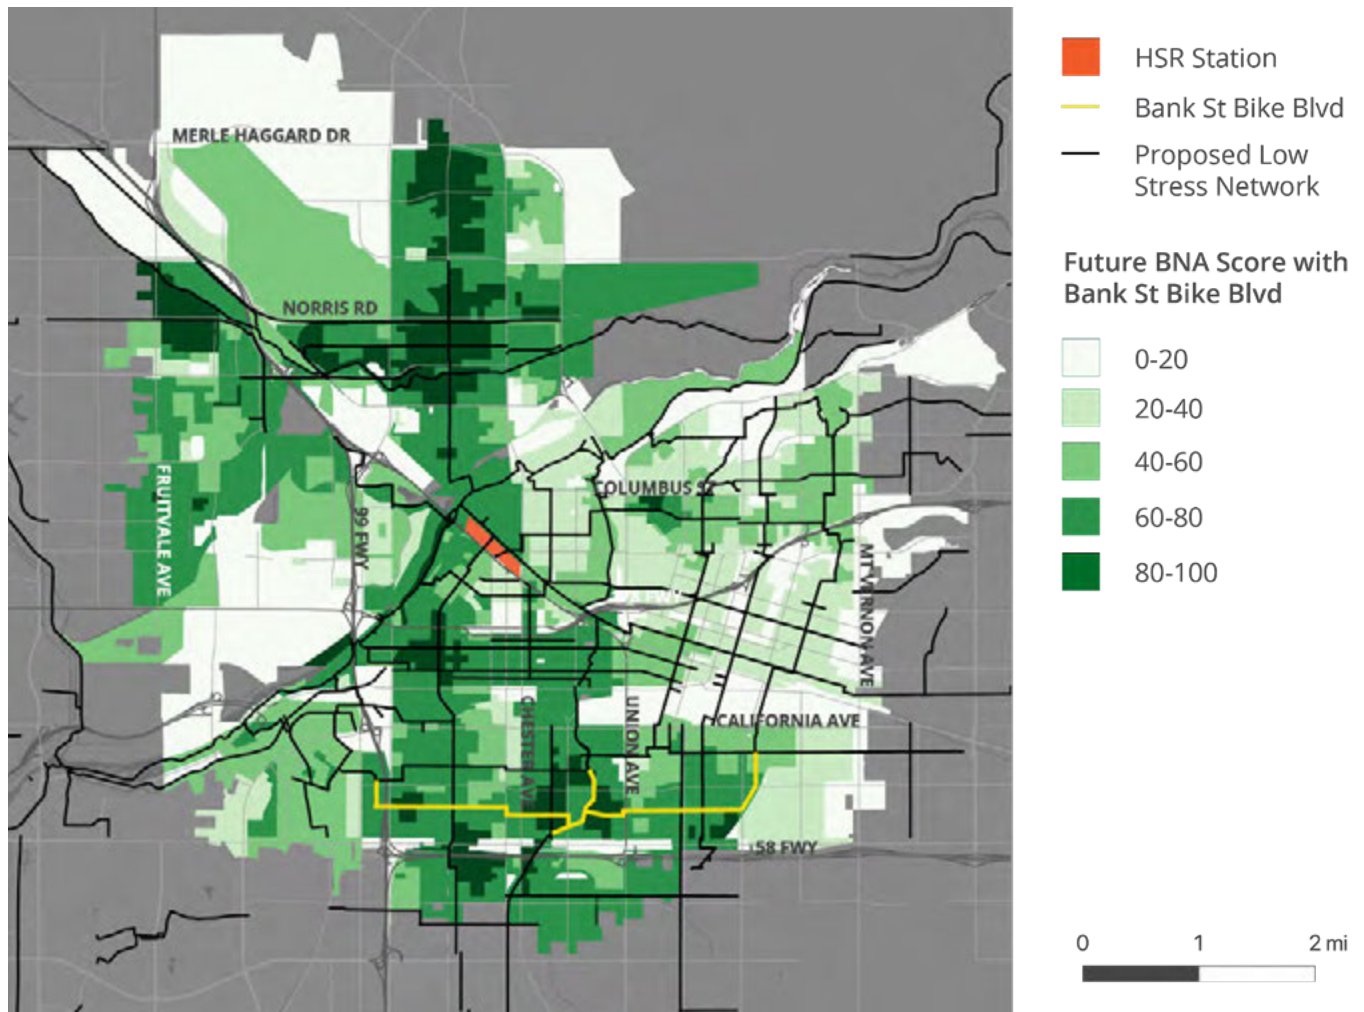 MERLE HAGGARD DR
NORRIS RD
COLUMBUS ST
FRUITVALE AVE
99 FWY
MT VERNON AVE
CHESTER AVE
UNION AVE
CALIFORNIA AVE
58 FWY
HSR Station
Bank St Bike Blvd
Proposed Low
Stress Network
Future BNA Score with
Bank St Bike Blvd
0-20
20-40
40-60
60-80
80-100
0 1 2 mi